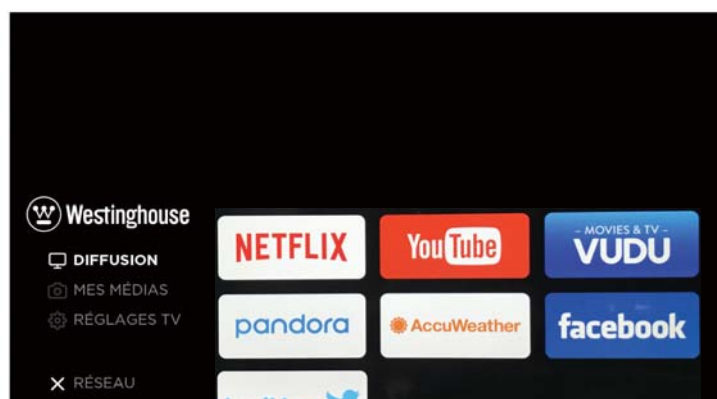 Westinghouse
DIFFUSION
MES MÉDIAS
RÉGLAGES TV
RÉSEAU
NETFLIX
YouTube
- MOVIES & TV -
VUDU
pandora
AccuWeather
facebook